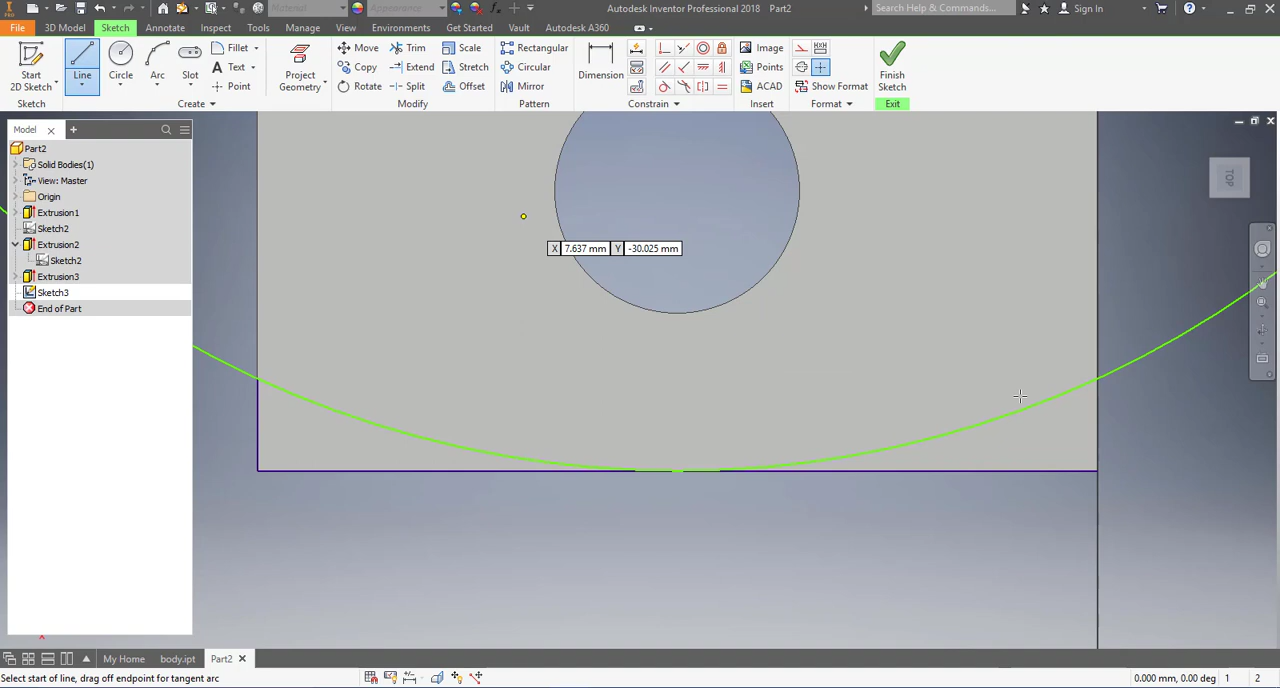 Material Appearance Autodesk Inventor Professional 2018 Part2 Search Help & Commands... Sign In
File 3D Model Sketch Annotate Inspect Tools Manage View Environments Get Started Vault Autodesk A360
Start 2D Sketch Line Circle Arc Slot
Fillet
Text
Point
Project Geometry
Move Trim Scale
Copy Extend Stretch
Rotate Split Offset
Rectangular
Circular
Mirror
Dimension
Image
Points
ACAD
Show Format
Finish Sketch
Sketch Create Modify Pattern Constrain Insert Format Exit
Model
Part2
Solid Bodies(1)
View: Master
Origin
Extrusion1
Sketch2
Extrusion2
Sketch2
Extrusion3
Sketch3
End of Part
TOP
X 7.637 mm Y -30.025 mm
My Home body.ipt Part2
Select start of line, drag off endpoint for tangent arc 0.000 mm, 0.00 deg 1 2